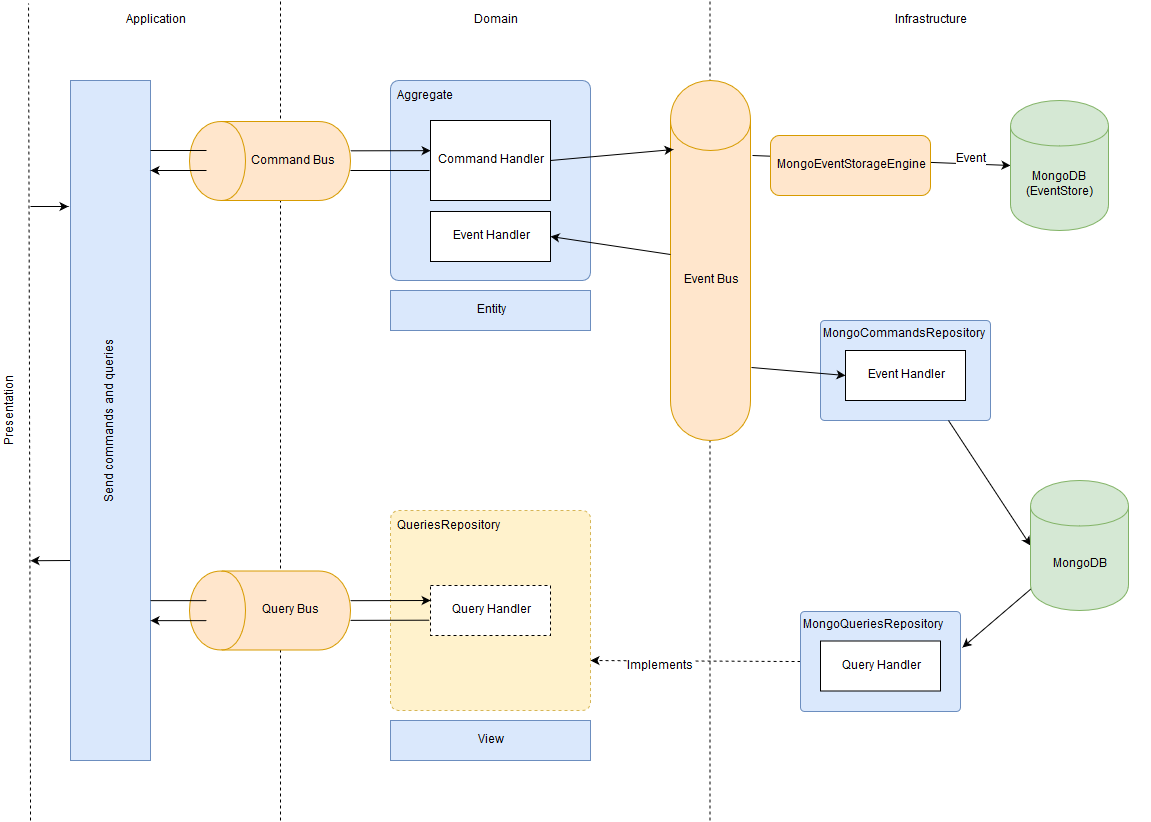 Application
Domain
Infrastructure
Presentation
Send commands and queries
Command Bus
Aggregate
Command Handler
Event Handler
Entity
Event Bus
MongoEventStorageEngine
Event
MongoDB
(EventStore)
MongoCommandsRepository
Event Handler
MongoDB
Query Bus
QueriesRepository
Query Handler
Implements
MongoQueriesRepository
Query Handler
View